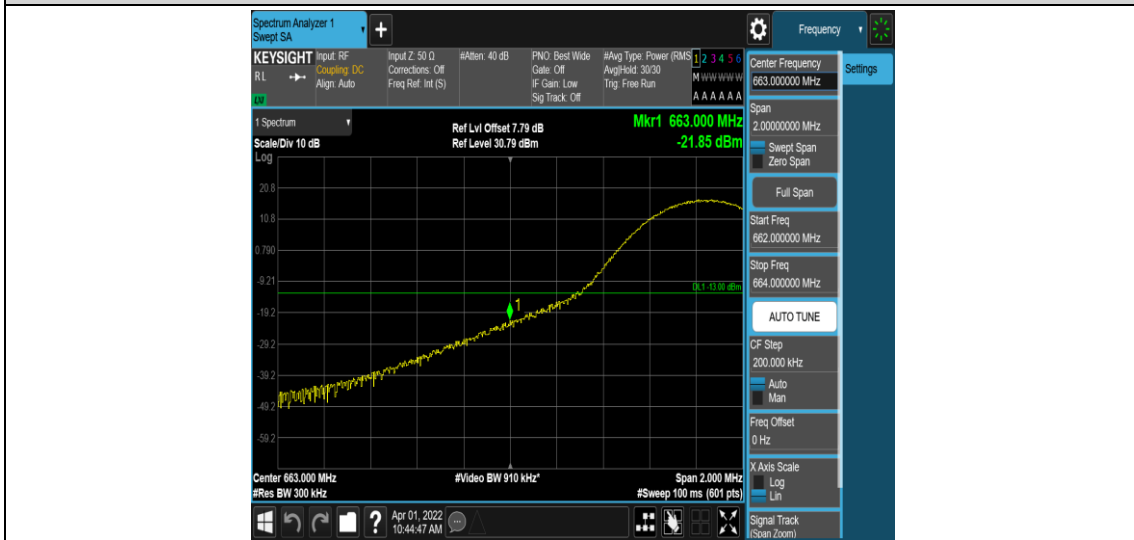 Spectrum Analyzer 1
Swept SA
+
Frequency
KEYSIGHT
RL
Input: RF
Coupling: DC
Align: Auto
Input Z: 50 Ω
Corrections: Off
Freq Ref: Int (S)
#Atten: 40 dB
PNO: Best Wide
Gate: Off
IF Gain: Low
Sig Track: Off
#Avg Type: Power (RMS
Avg|Hold: 30/30
Trig: Free Run
1 2 3 4 5 6
M W W W W W
A A A A A A
1 Spectrum
Scale/Div 10 dB
Log
Ref Lvl Offset 7.79 dB
Ref Level 30.79 dBm
Mkr1 663.000 MHz
-21.85 dBm
20.8
10.8
0.790
-9.21
DL1 -13.00 dBm
1
-19.2
-29.2
-39.2
-49.2
-59.2
Center 663.000 MHz
#Res BW 300 kHz
#Video BW 910 kHz*
Span 2.000 MHz
#Sweep 100 ms (601 pts)
Center Frequency
663.000000 MHz
Settings
Span
2.00000000 MHz
Swept Span
Zero Span
Full Span
Start Freq
662.000000 MHz
Stop Freq
664.000000 MHz
AUTO TUNE
CF Step
200.000 kHz
Auto
Man
Freq Offset
0 Hz
X Axis Scale
Log
Lin
Signal Track
(Span Zoom)
?
Apr 01, 2022
10:44:47 AM